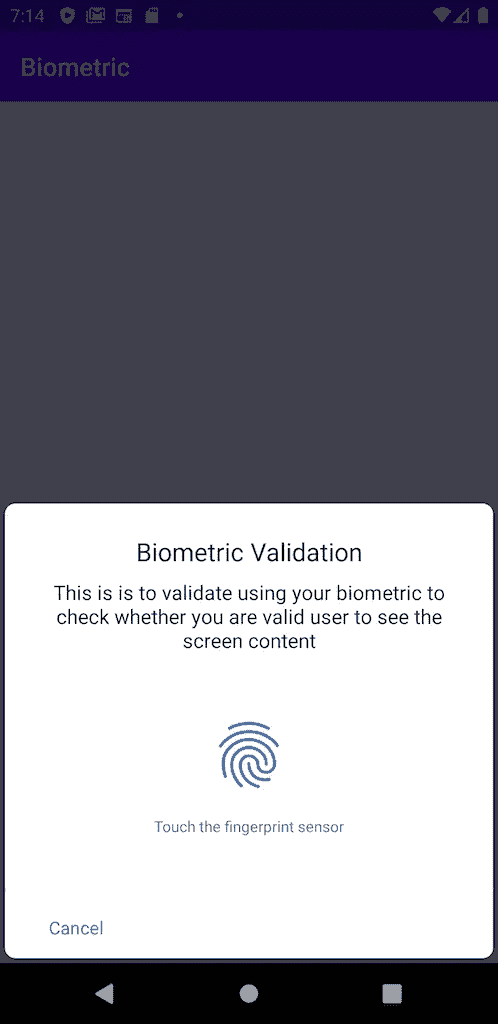 7:14
Biometric
Biometric Validation
This is is to validate using your biometric to
check whether you are valid user to see the
screen content
Touch the fingerprint sensor
Cancel